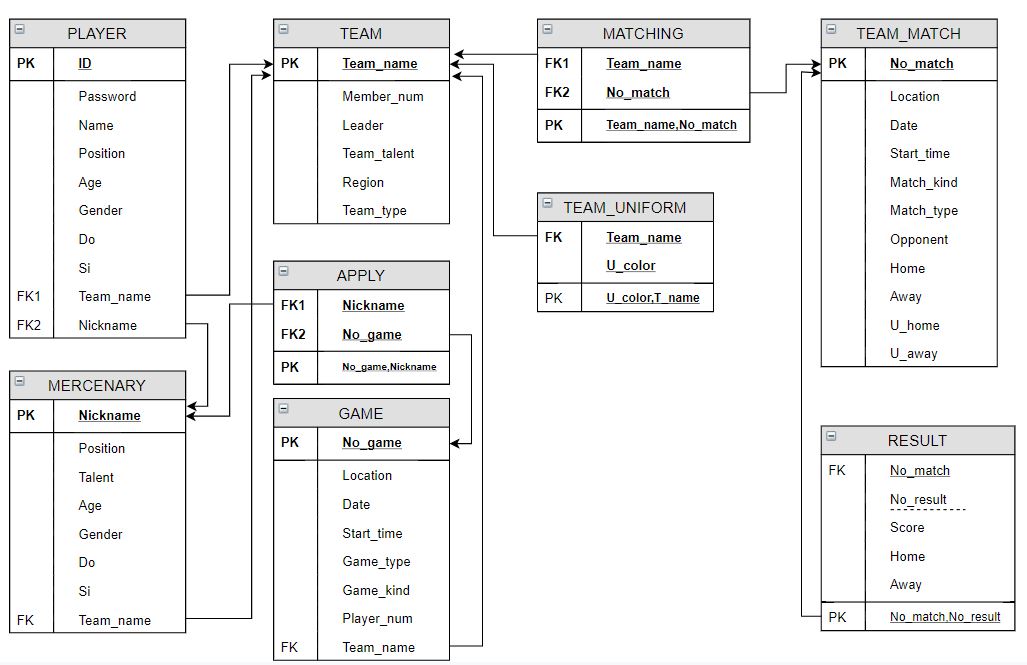 PLAYER
PK ID
Password
Name
Position
Age
Gender
Do
Si
FK1 Team_name
FK2 Nickname
MERCENARY
PK Nickname
Position
Talent
Age
Gender
Do
Si
FK Team_name
TEAM
PK Team_name
Member_num
Leader
Team_talent
Region
Team_type
APPLY
FK1 Nickname
FK2 No_game
PK No_game,Nickname
GAME
PK No_game
Location
Date
Start_time
Game_type
Game_kind
Player_num
FK Team_name
MATCHING
FK1 Team_name
FK2 No_match
PK Team_name,No_match
TEAM_UNIFORM
FK Team_name
U_color
PK U_color,T_name
TEAM_MATCH
PK No_match
Location
Date
Start_time
Match_kind
Match_type
Opponent
Home
Away
U_home
U_away
RESULT
FK No_match
No_result
Score
Home
Away
PK No_match,No_result